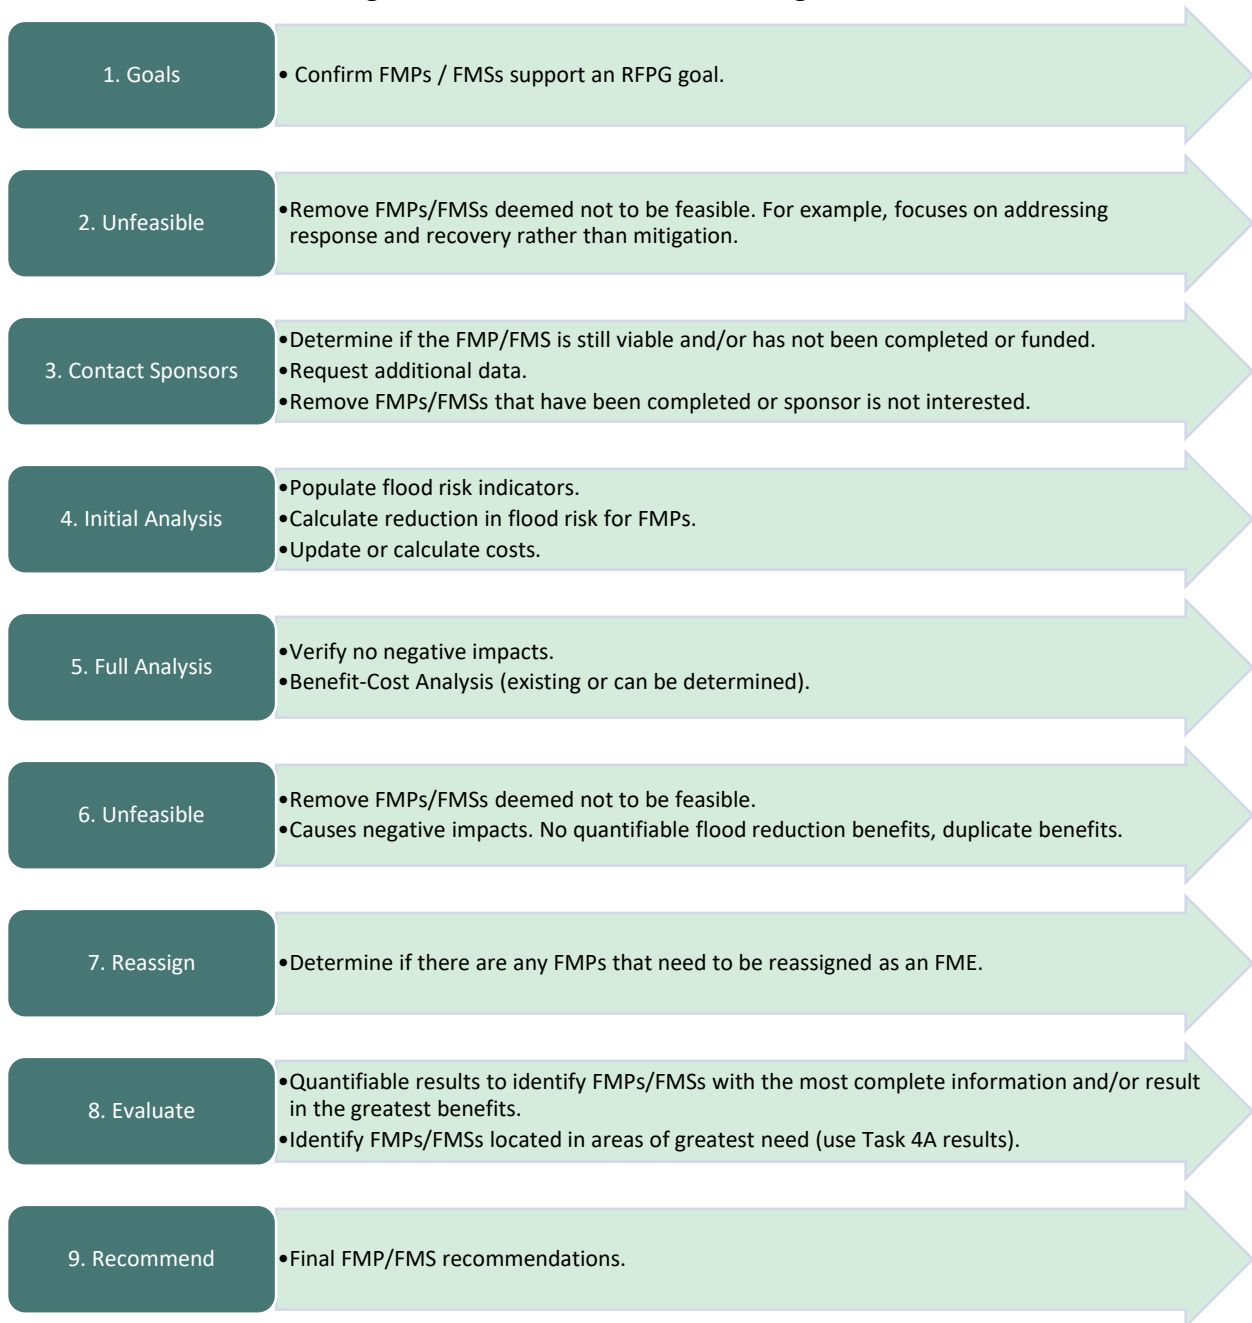 1. Goals
• Confirm FMPs / FMSs support an RFPG goal.
2. Unfeasible
•Remove FMPs/FMSs deemed not to be feasible. For example, focuses on addressing
response and recovery rather than mitigation.
3. Contact Sponsors
•Determine if the FMP/FMS is still viable and/or has not been completed or funded.
•Request additional data.
•Remove FMPs/FMSs that have been completed or sponsor is not interested.
4. Initial Analysis
•Populate flood risk indicators.
•Calculate reduction in flood risk for FMPs.
•Update or calculate costs.
5. Full Analysis
•Verify no negative impacts.
•Benefit-Cost Analysis (existing or can be determined).
6. Unfeasible
•Remove FMPs/FMSs deemed not to be feasible.
•Causes negative impacts. No quantifiable flood reduction benefits, duplicate benefits.
7. Reassign
•Determine if there are any FMPs that need to be reassigned as an FME.
8. Evaluate
•Quantifiable results to identify FMPs/FMSs with the most complete information and/or result
in the greatest benefits.
•Identify FMPs/FMSs located in areas of greatest need (use Task 4A results).
9. Recommend
•Final FMP/FMS recommendations.